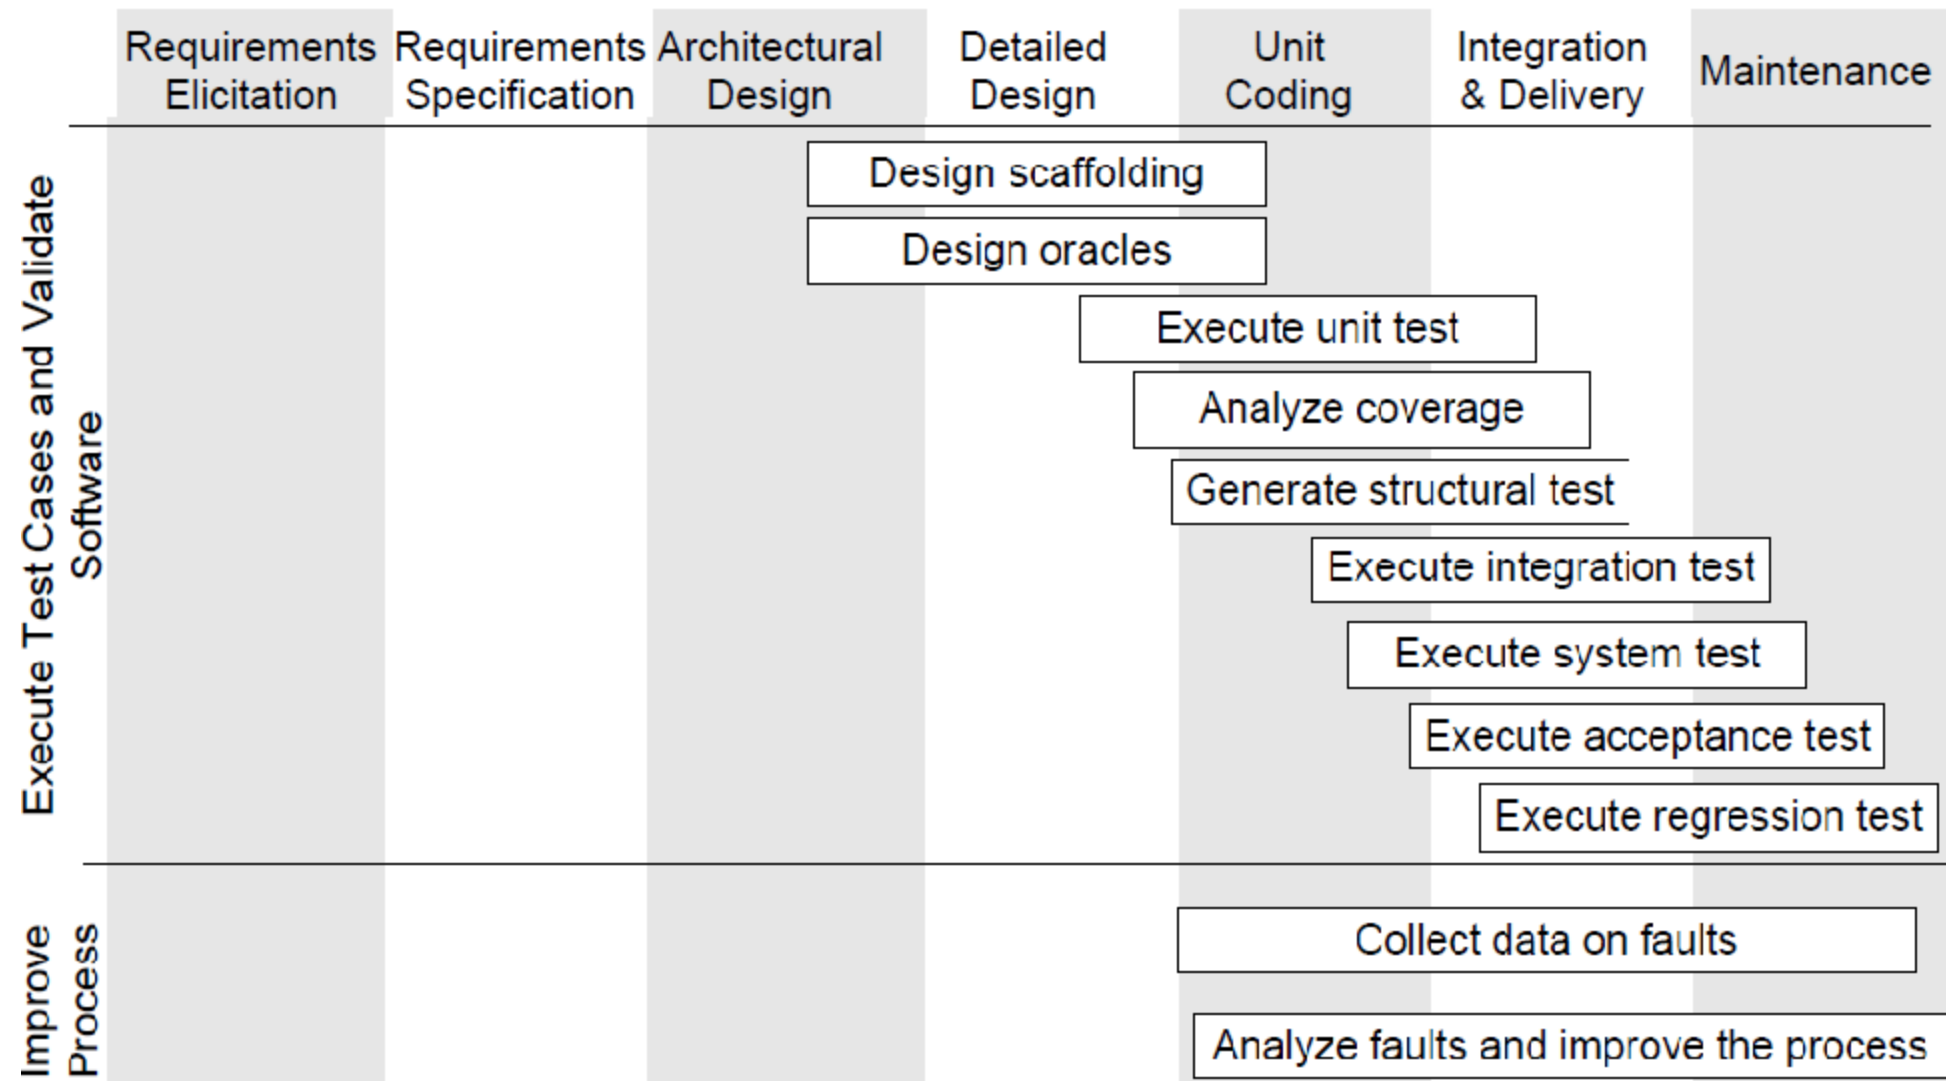 Requirements Elicitation
Requirements Specification
Architectural Design
Detailed Design
Unit Coding
Integration & Delivery
Maintenance
Execute Test Cases and Validate
Software
Design scaffolding
Design oracles
Execute unit test
Analyze coverage
Generate structural test
Execute integration test
Execute system test
Execute acceptance test
Execute regression test
Improve
Process
Collect data on faults
Analyze faults and improve the process